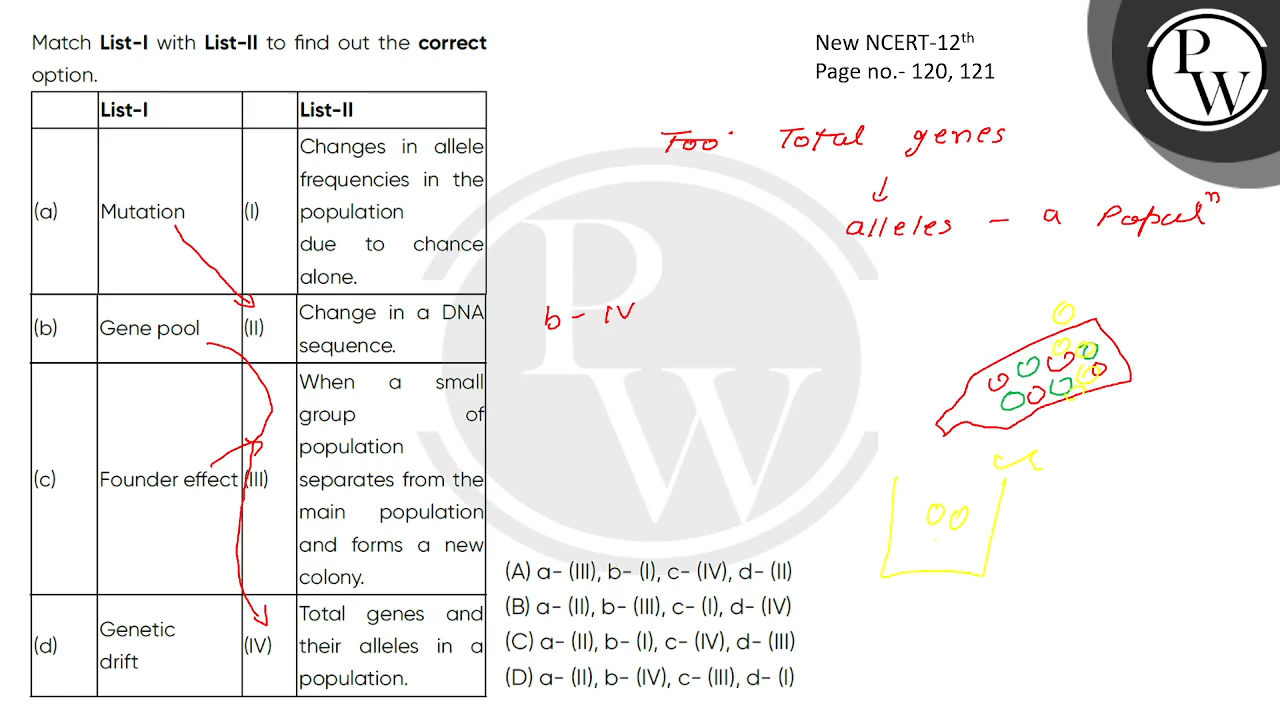 Match List-I with List-II to find out the correct
option.
List-I
List-II
(a)
Mutation
(I)
Changes in allele
frequencies in the
population
due to chance
alone.
(b)
Gene pool
(II)
Change in a DNA
sequence.
(c)
Founder effect
(III)
When a small
group of
population
separates from the
main population
and forms a new
colony.
(d)
Genetic
drift
(IV)
Total genes and
their alleles in a
population.
(A) a- (III), b- (I), c- (IV), d- (II)
(B) a- (II), b- (III), c- (I), d- (IV)
(C) a- (II), b- (I), c- (IV), d- (III)
(D) a- (II), b- (IV), c- (III), d- (I)
New NCERT-12th
Page no.- 120, 121
Total genes
alleles - a Populn
b - IV
P
W
P
W